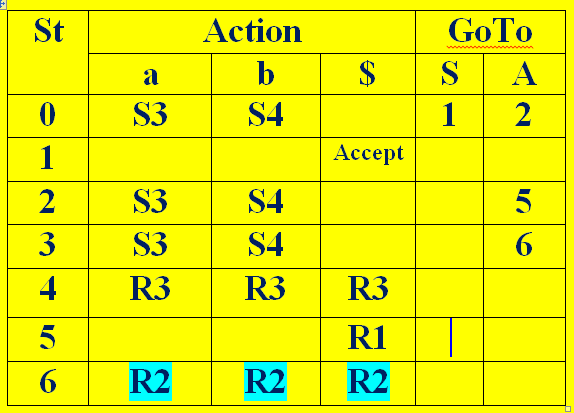 St Action GoTo
a b $ S A
0 S3 S4 1 2
1 Accept
2 S3 S4 5
3 S3 S4 6
4 R3 R3 R3
5 R1
6 R2 R2 R2